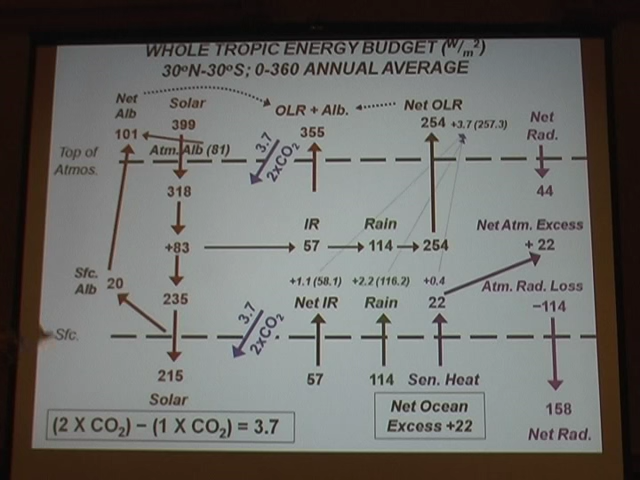 WHOLE TROPIC ENERGY BUDGET (W/m²)
30ºN-30ºS; 0-360 ANNUAL AVERAGE
Net Alb
101
Solar
399
OLR + Alb.
355
Net OLR
254 +3.7 (257.3)
Net Rad.
Top of Atmos.
Atm. Alb (81)
3.7
2xCO₂
44
318
+83
IR
57
Rain
114
254
Net Atm. Excess
+ 22
Sfc. Alb
20
235
+1.1 (58.1)
+2.2 (116.2)
+0.4
Net IR
Rain
22
Atm. Rad. Loss
−114
Sfc.
3.7
2xCO₂
215
Solar
57
114
Sen. Heat
158
Net Rad.
(2 X CO₂) − (1 X CO₂) = 3.7
Net Ocean
Excess +22